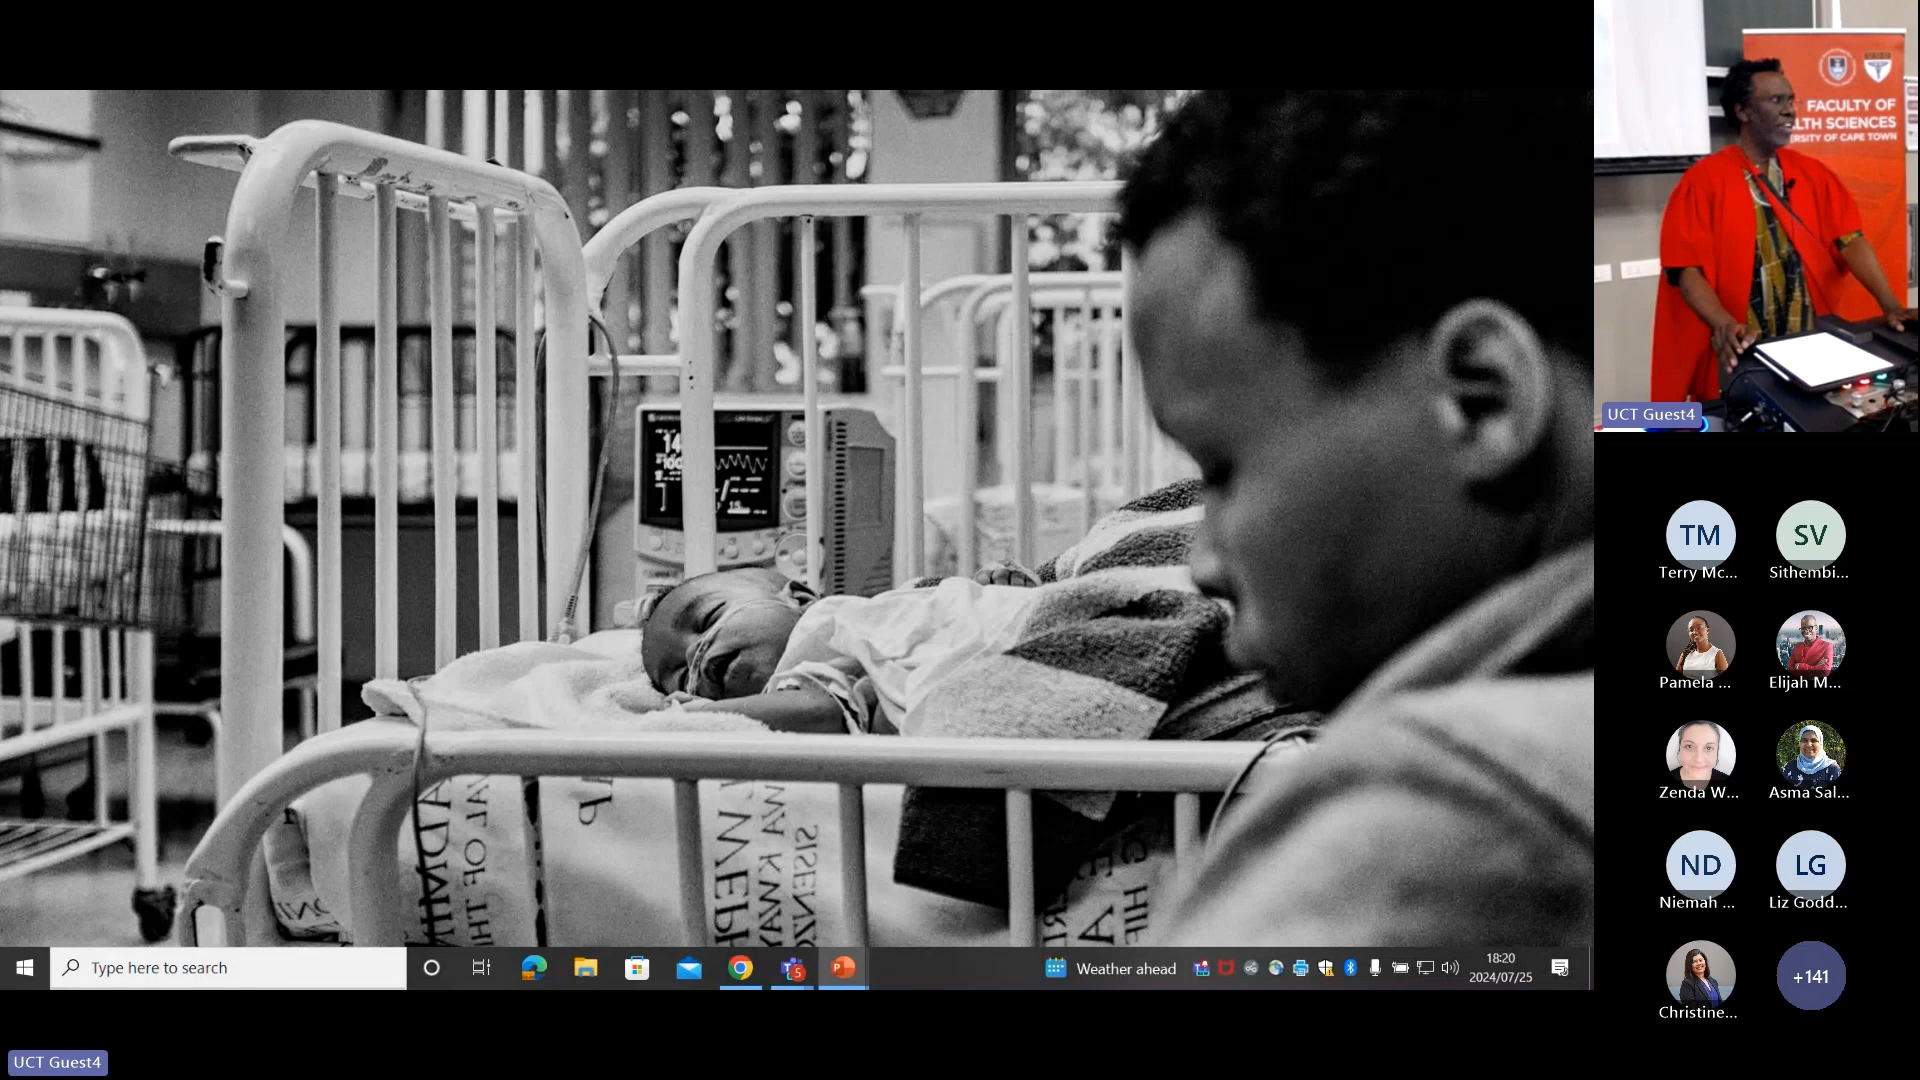 FACULTY OF
LTH SCIENCES
RSITY OF CAPE TOWN
UCT Guest4
TM
Terry Mc...
SV
Sithembi...
Pamela ...
Elijah M...
Zenda W...
Asma Sal...
ND
Niemah ...
LG
Liz Godd...
Christine...
+141
Type here to search
Weather ahead
18:20
2024/07/25
UCT Guest4